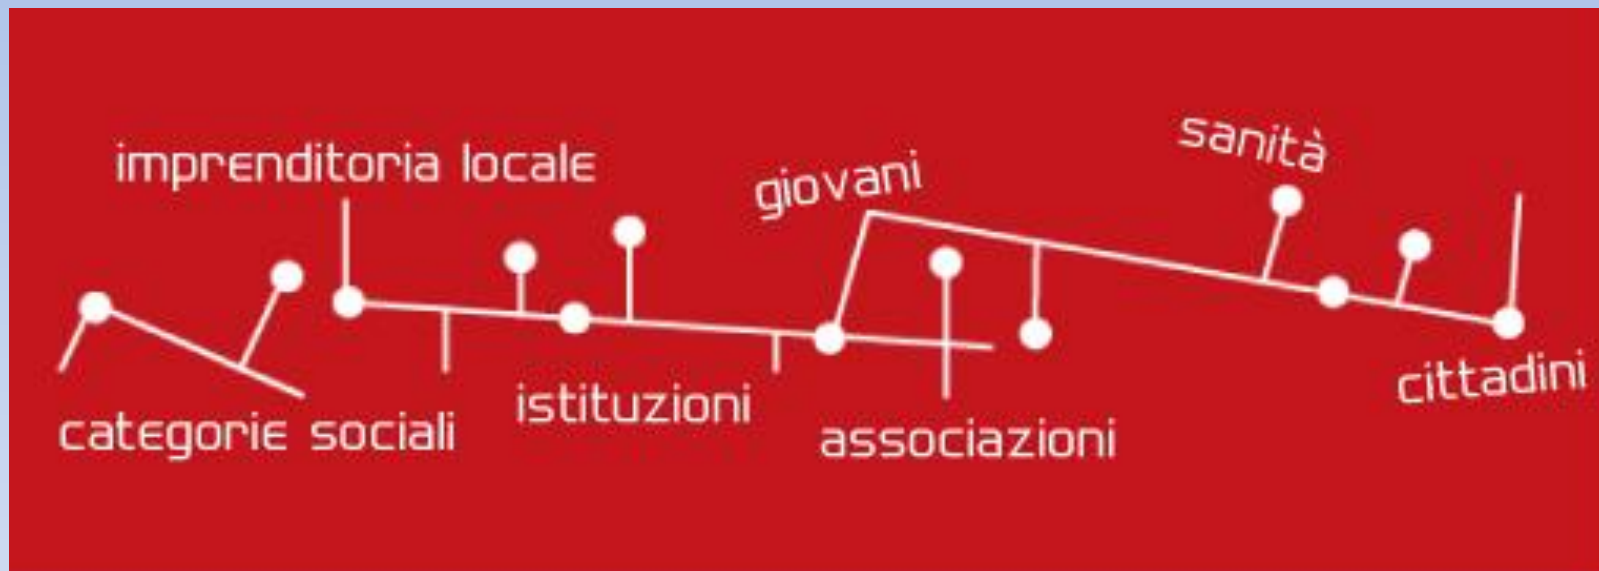 imprenditoria locale
giovani
sanità
categorie sociali
istituzioni
associazioni
cittadini